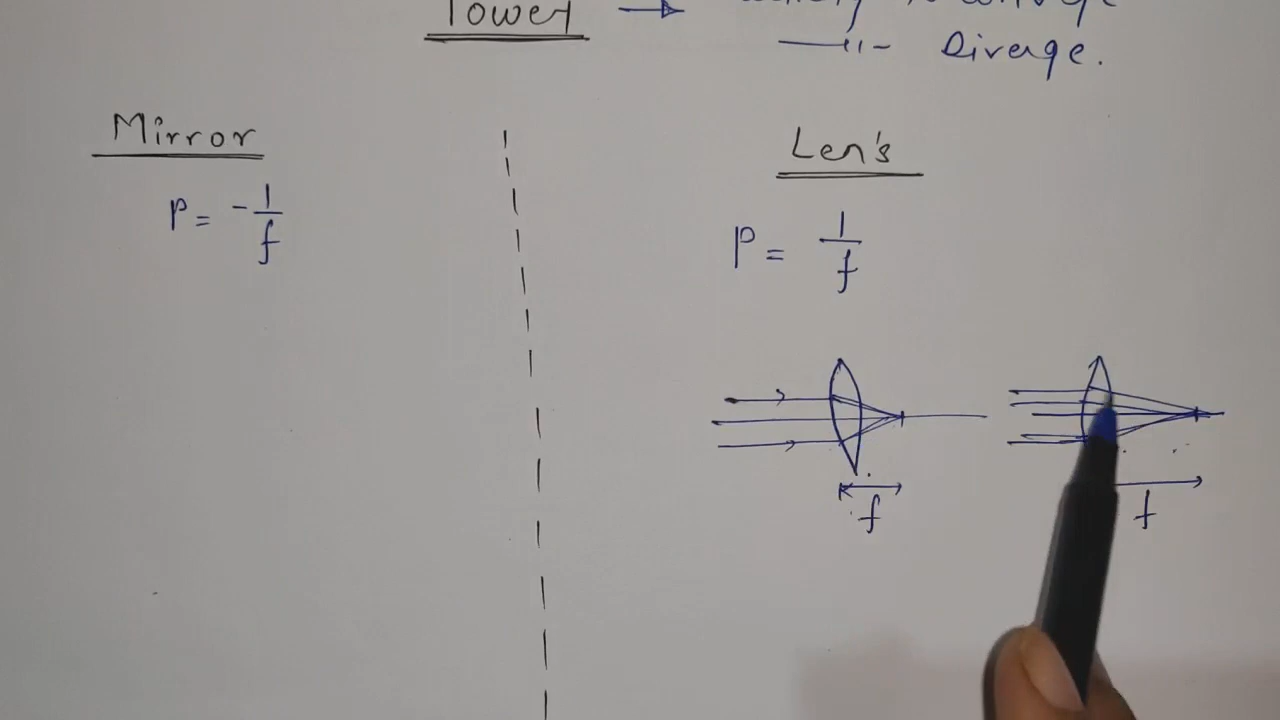 Power →
—"— Diverge.
Mirror
P = -1/f
Len's
P = 1/f
f
f